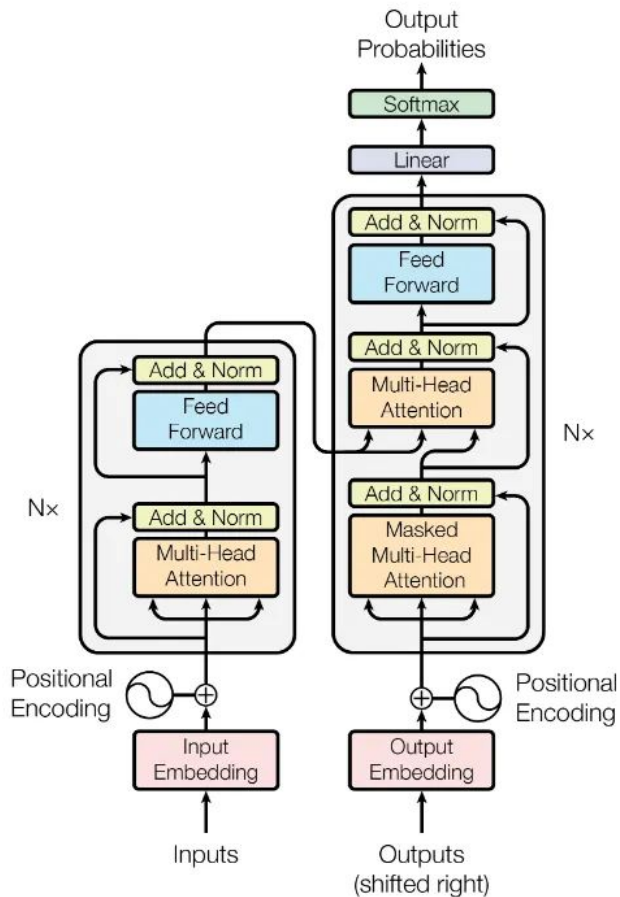 Output
Probabilities
Softmax
Linear
Add & Norm
Feed
Forward
Add & Norm
Multi-Head
Attention
Add & Norm
Masked
Multi-Head
Attention
N×
Positional
Encoding
Output
Embedding
Outputs
(shifted right)
Add & Norm
Feed
Forward
Add & Norm
Multi-Head
Attention
N×
Positional
Encoding
Input
Embedding
Inputs